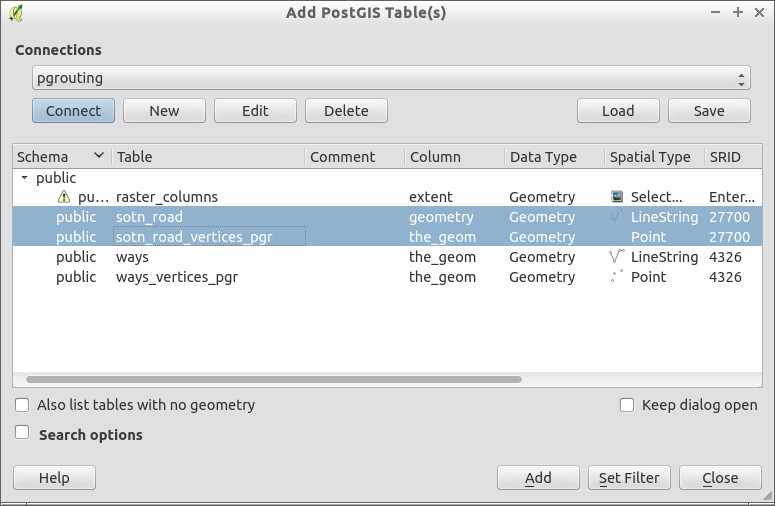 Add PostGIS Table(s)
Connections
pgrouting
Connect New Edit Delete Load Save
Schema Table Comment Column Data Type Spatial Type SRID
public
pu... raster_columns extent Geometry Select... Enter...
public sotn_road geometry Geometry LineString 27700
public sotn_road_vertices_pgr the_geom Geometry Point 27700
public ways the_geom Geometry LineString 4326
public ways_vertices_pgr the_geom Geometry Point 4326
Also list tables with no geometry Keep dialog open
Search options
Help Add Set Filter Close